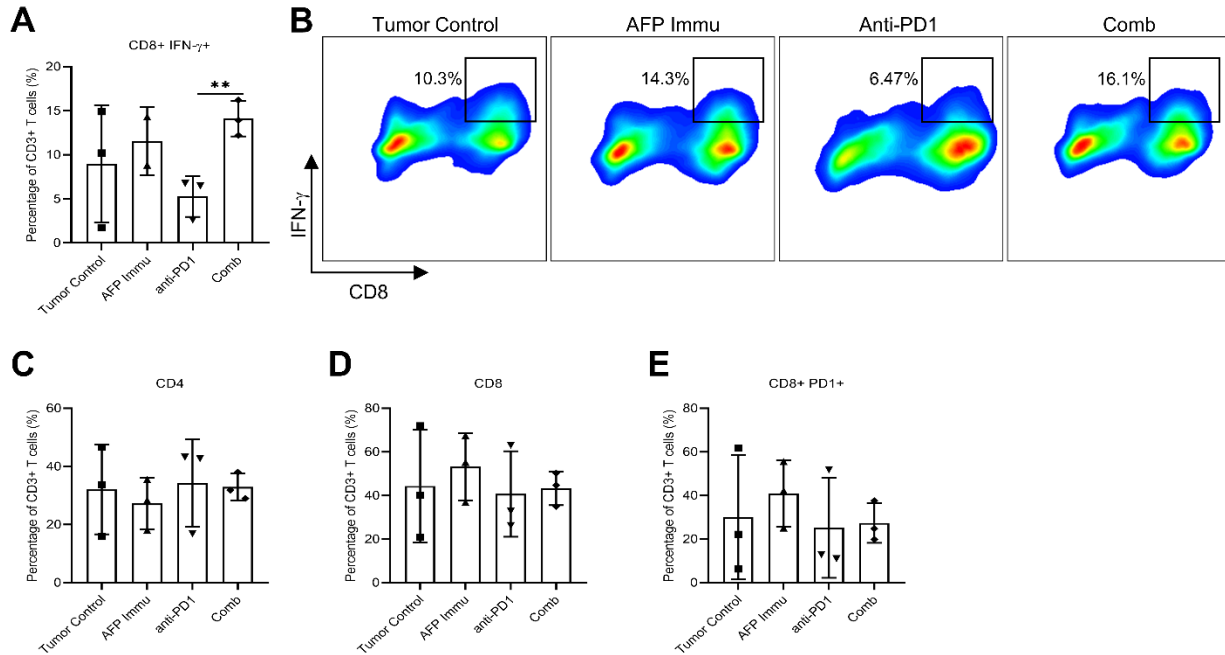 A
CD8+ IFN-γ+
Percentage of CD3+ T cells (%)
20
15
10
5
0
**
Tumor Control
AFP Immu
anti-PD1
Comb
B
Tumor Control
AFP Immu
Anti-PD1
Comb
10.3%
14.3%
6.47%
16.1%
IFN-γ
CD8
C
CD4
Percentage of CD3+ T cells (%)
60
40
20
0
Tumor Control
AFP Immu
anti-PD1
Comb
D
CD8
Percentage of CD3+ T cells (%)
80
60
40
20
0
Tumor Control
AFP Immu
anti-PD1
Comb
E
CD8+ PD1+
Percentage of CD3+ T cells (%)
80
60
40
20
0
Tumor Control
AFP Immu
anti-PD1
Comb